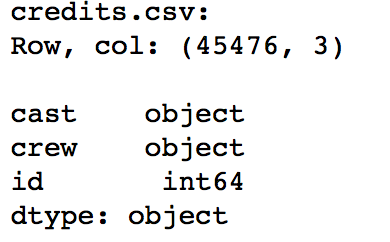 credits.csv:
Row, col: (45476, 3)
cast object
crew object
id int64
dtype: object